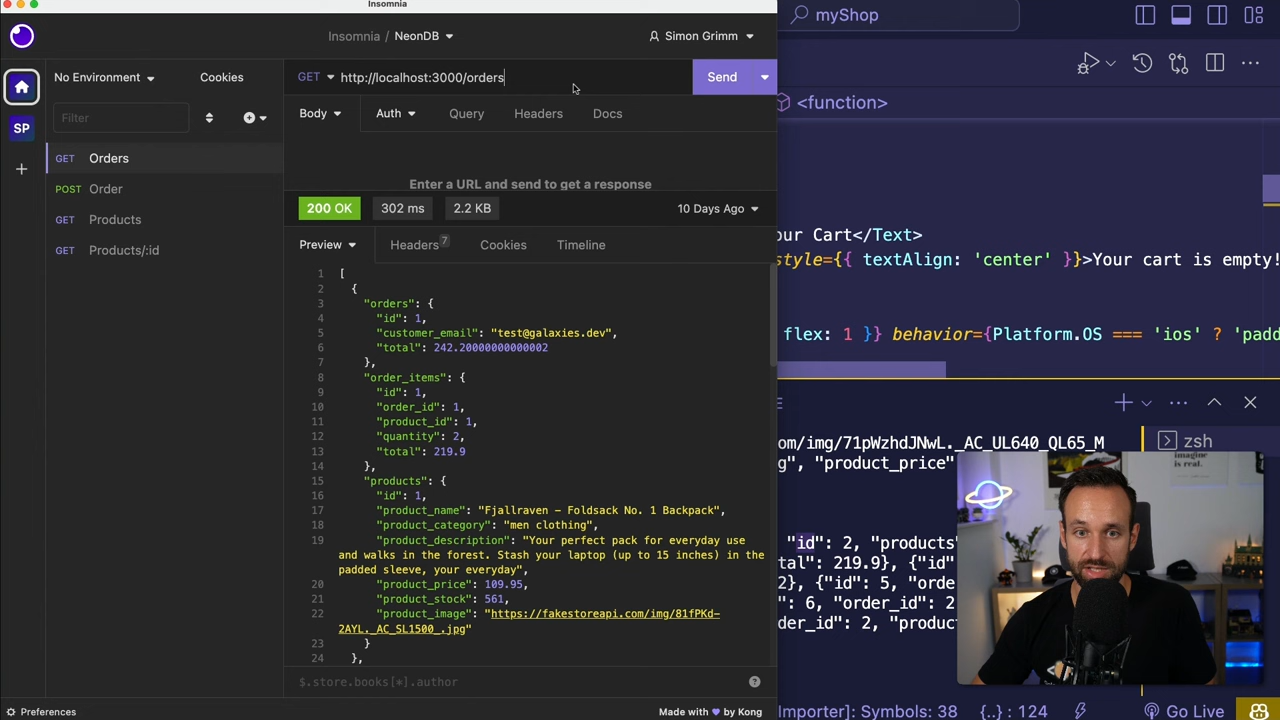 Insomnia
Insomnia / NeonDB
Simon Grimm
myShop
No Environment
Cookies
GET http://localhost:3000/orders
Send
<function>
Filter
SP
Body
Auth
Query
Headers
Docs
GET Orders
POST Order
GET Products
GET Products/:id
Enter a URL and send to get a response
200 OK
302 ms
2.2 KB
10 Days Ago
Preview
Headers 7
Cookies
Timeline
1 [
2 {
3 "orders": {
4 "id": 1,
5 "customer_email": "test@galaxies.dev",
6 "total": 242.20000000000002
7 },
8 "order_items": {
9 "id": 1,
10 "order_id": 1,
11 "product_id": 1,
12 "quantity": 2,
13 "total": 219.9
14 },
15 "products": {
16 "id": 1,
17 "product_name": "Fjallraven – Foldsack No. 1 Backpack",
18 "product_category": "men clothing",
19 "product_description": "Your perfect pack for everyday use
and walks in the forest. Stash your laptop (up to 15 inches) in the
padded sleeve, your everyday",
20 "product_price": 109.95,
21 "product_stock": 561,
22 "product_image": "https://fakestoreapi.com/img/81fPKd-
2AYL._AC_SL1500_.jpg"
23 }
24 },
$.store.books[*].author
Preferences
Made with by Kong
our Cart</Text>
style={{ textAlign: 'center' }}>Your cart is empty!
flex: 1 }} behavior={Platform.OS === 'ios' ? 'padd
om/img/71pWzhdJNwL._AC_UL640_QL65_M
zsh
g", "product_price"
imagine
is real.
"id": 2, "products"
tal": 219.9}, {"id"
2}, {"id": 5, "orde
": 6, "order_id": 2
der_id": 2, "produc
Importer]: Symbols: 38
{..} : 124
Go Live